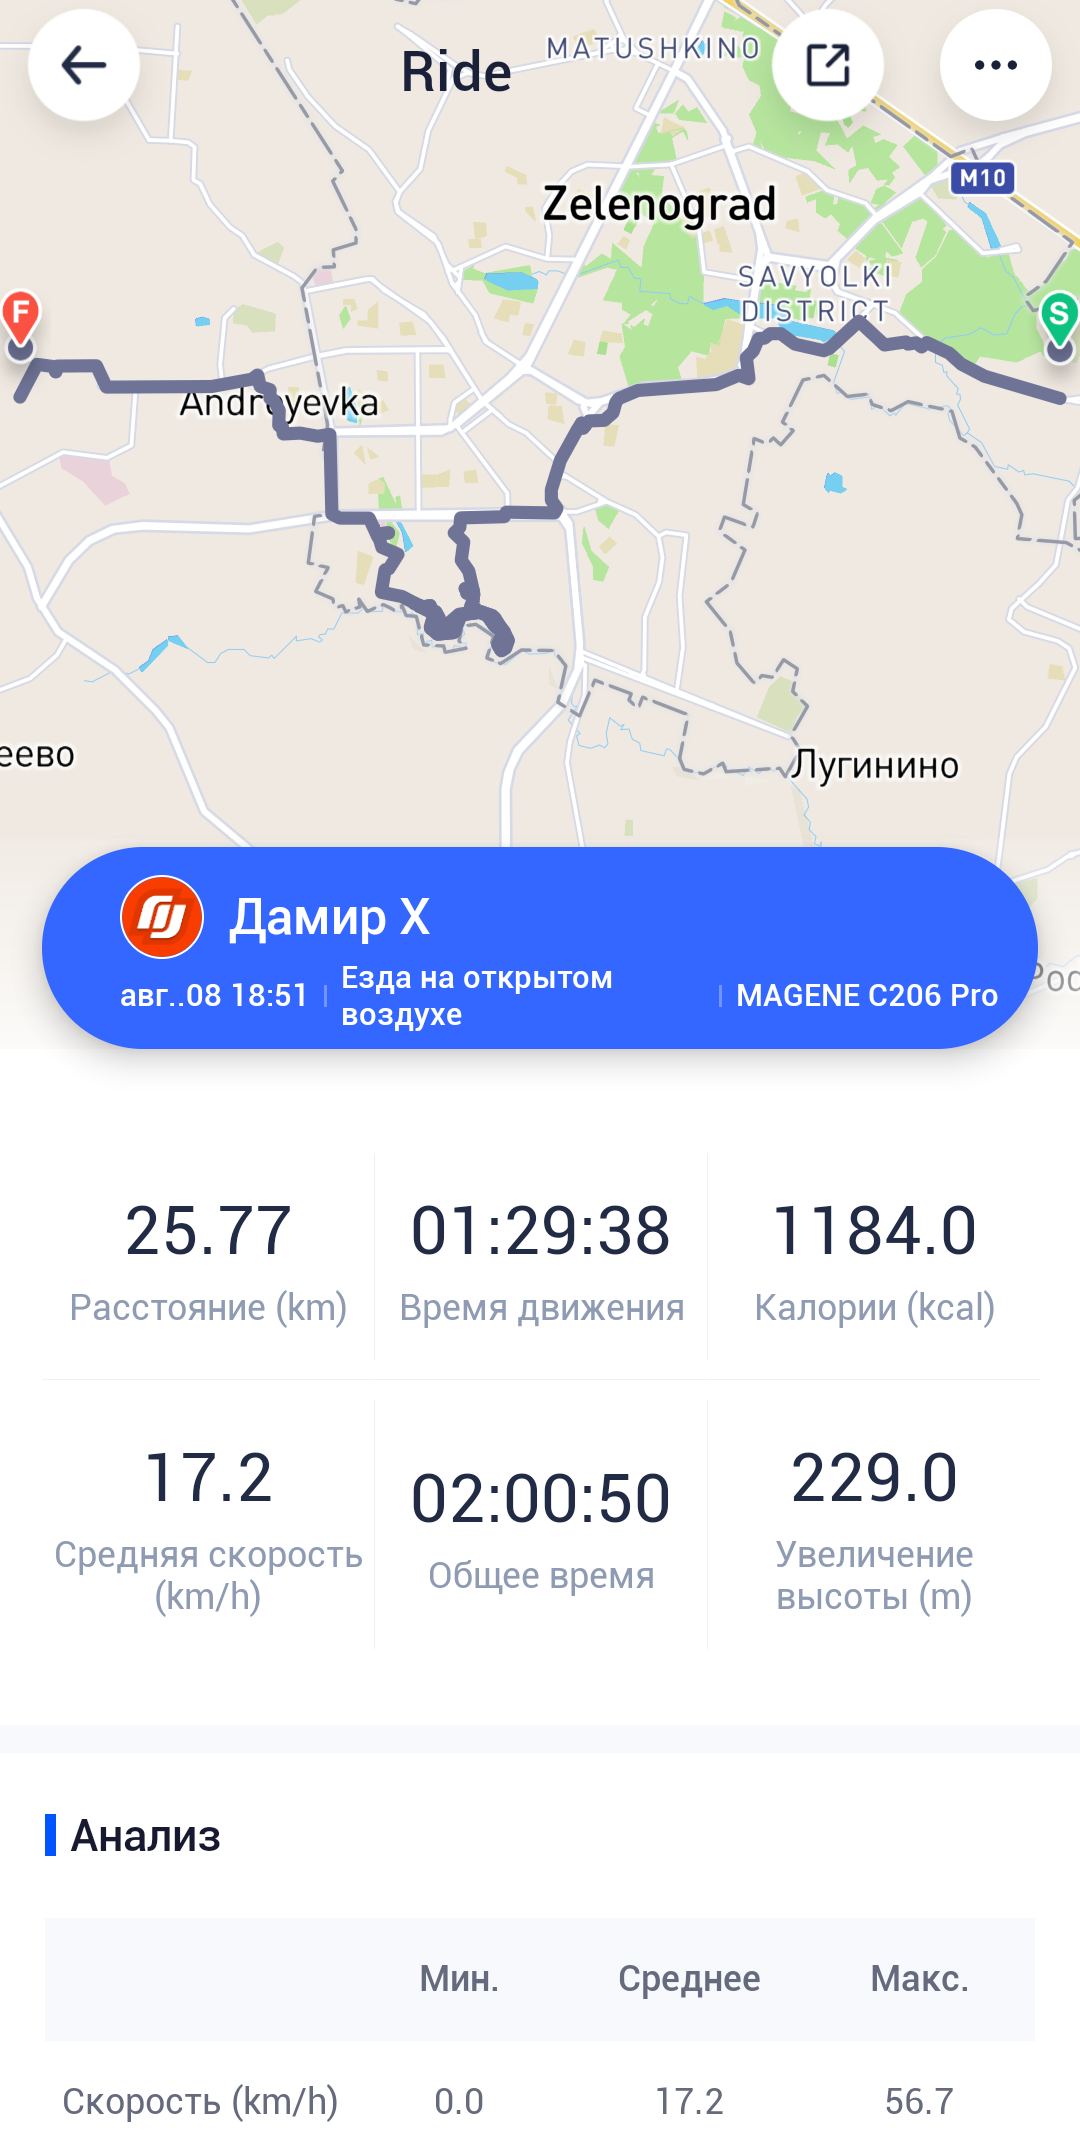 Ride
MATUSHKINO
M10
Zelenograd
SAVYOLKI
DISTRICT
F
S
Andreyevka
еево
Лугинино
Дамир Х
авг..08 18:51
Езда на открытом
воздухе
MAGENE C206 Pro
25.77
01:29:38
1184.0
Расстояние (km)
Время движения
Калории (kcal)
17.2
02:00:50
229.0
Средняя скорость
(km/h)
Общее время
Увеличение
высоты (m)
Анализ
Мин.
Среднее
Макс.
Скорость (km/h)
0.0
17.2
56.7